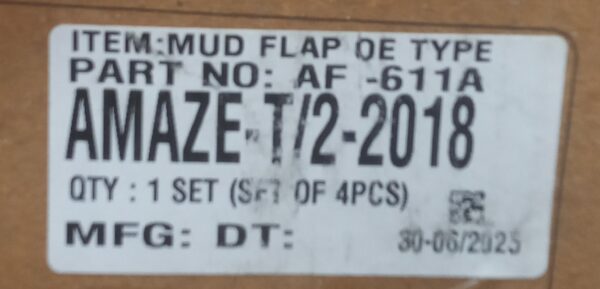 ITEM:MUD FLAP OE TYPE
PART NO: AF -611A
AMAZE-T/2-2018
QTY : 1 SET (SET OF 4PCS)
MFG: DT: 30-06/2025